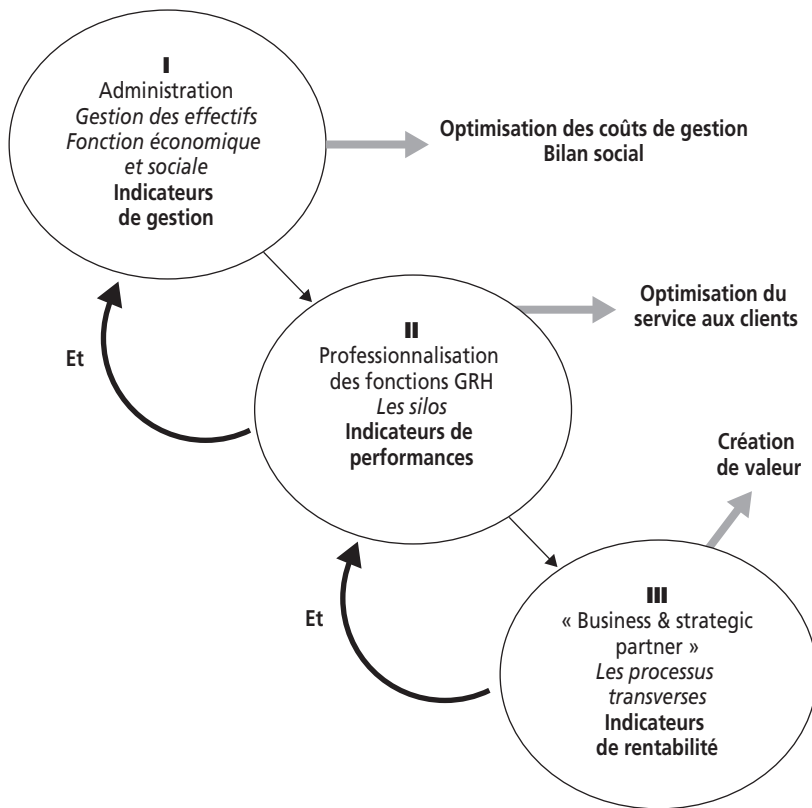 I
Administration
Gestion des effectifs
Fonction économique
et sociale
Indicateurs
de gestion
Optimisation des coûts de gestion
Bilan social
Et
II
Professionnalisation
des fonctions GRH
Les silos
Indicateurs de
performances
Optimisation du
service aux clients
Et
III
« Business & strategic
partner »
Les processus
transverses
Indicateurs
de rentabilité
Création
de valeur